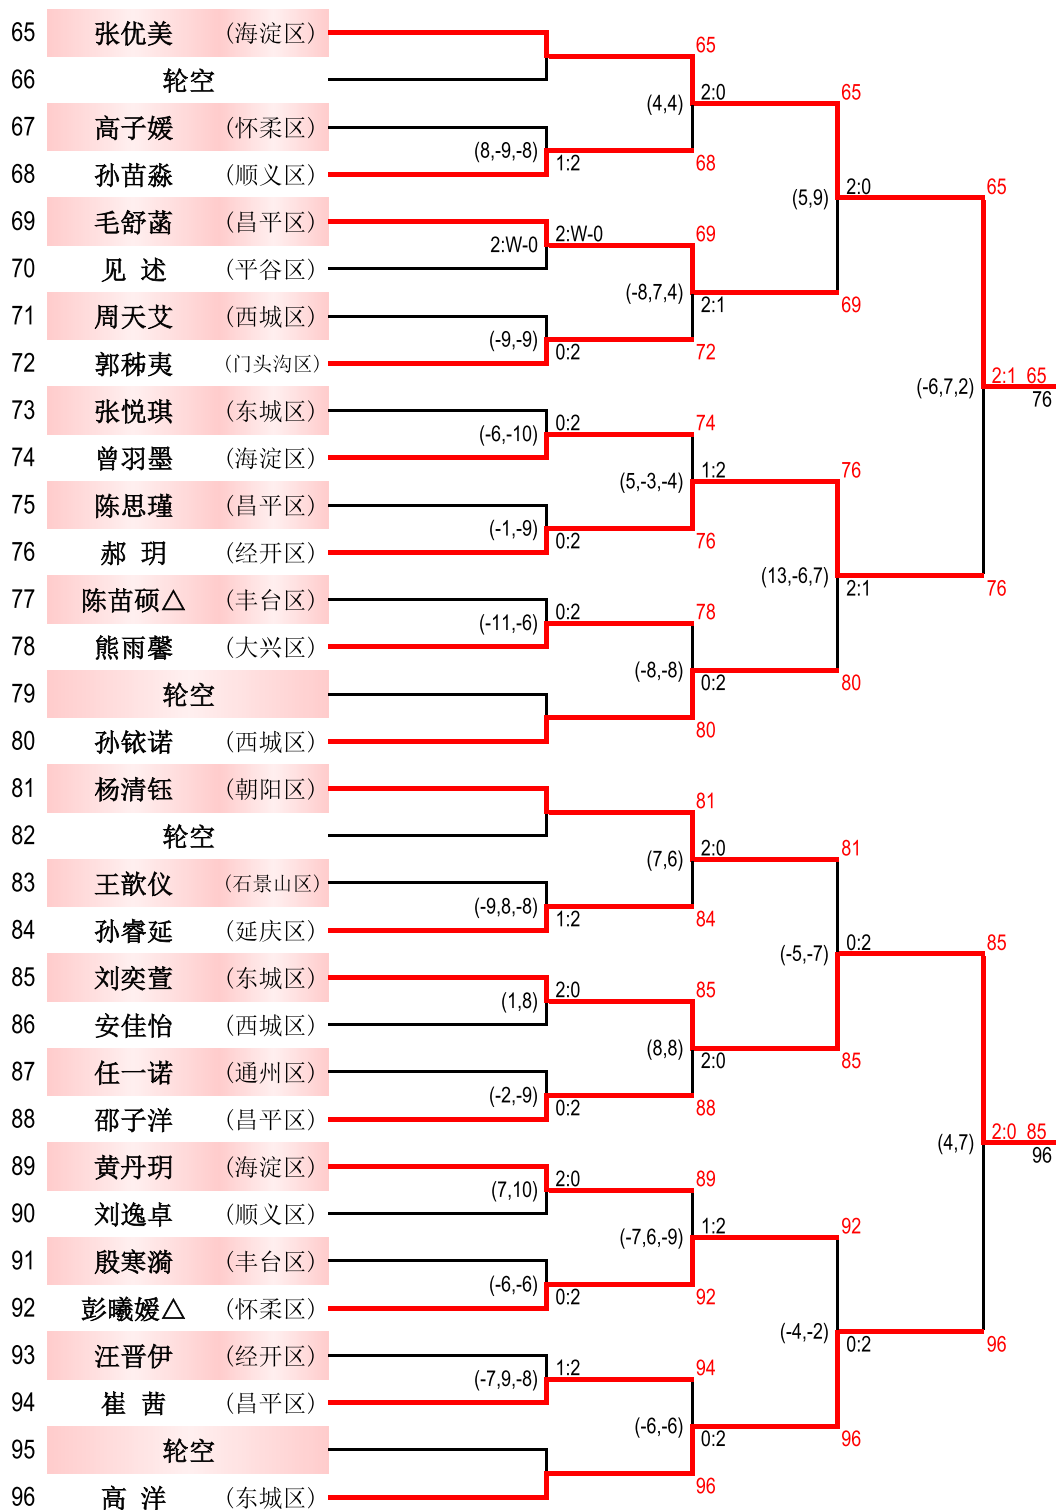 65 张优美 (海淀区)
65
66 轮空
(4,4) 2:0 65
67 高子媛 (怀柔区)
(8,-9,-8) 1:2 68
68 孙苗淼 (顺义区)
(5,9) 2:0 65
69 毛舒菡 (昌平区)
2:W-0 2:W-0 69
70 见 述 (平谷区)
(-8,7,4) 2:1 69
71 周天艾 (西城区)
(-9,-9) 0:2 72
72 郭秭夷 (门头沟区)
(-6,7,2) 2:1 65
76
73 张悦琪 (东城区)
(-6,-10) 0:2 74
74 曾羽墨 (海淀区)
(5,-3,-4) 1:2 76
75 陈思瑾 (昌平区)
(-1,-9) 0:2 76
76 郝 玥 (经开区)
(13,-6,7) 2:1 76
77 陈苗硕△ (丰台区)
(-11,-6) 0:2 78
78 熊雨馨 (大兴区)
(-8,-8) 0:2 80
79 轮空
80
80 孙铱诺 (西城区)
81 杨清钰 (朝阳区)
81
82 轮空
(7,6) 2:0 81
83 王歆仪 (石景山区)
(-9,8,-8) 1:2 84
84 孙睿延 (延庆区)
(-5,-7) 0:2 85
85 刘奕萱 (东城区)
(1,8) 2:0 85
86 安佳怡 (西城区)
(8,8) 2:0 85
87 任一诺 (通州区)
(-2,-9) 0:2 88
88 邵子洋 (昌平区)
(4,7) 2:0 85
96
89 黄丹玥 (海淀区)
(7,10) 2:0 89
90 刘逸卓 (顺义区)
(-7,6,-9) 1:2 92
91 殷寒漪 (丰台区)
(-6,-6) 0:2 92
92 彭曦媛△ (怀柔区)
(-4,-2) 0:2 96
93 汪晋伊 (经开区)
(-7,9,-8) 1:2 94
94 崔 茜 (昌平区)
(-6,-6) 0:2 96
95 轮空
96
96 高 洋 (东城区)